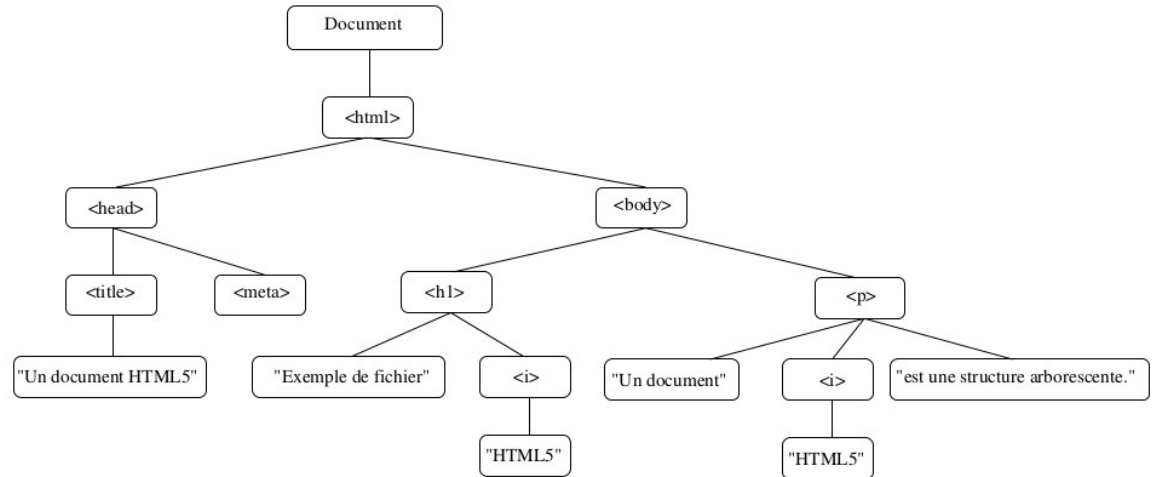 Document
<html>
<head>
<body>
<title>
<meta>
<h1>
<p>
"Un document HTML5"
"Exemple de fichier"
<i>
"Un document"
<i>
"est une structure arborescente."
"HTML5"
"HTML5"